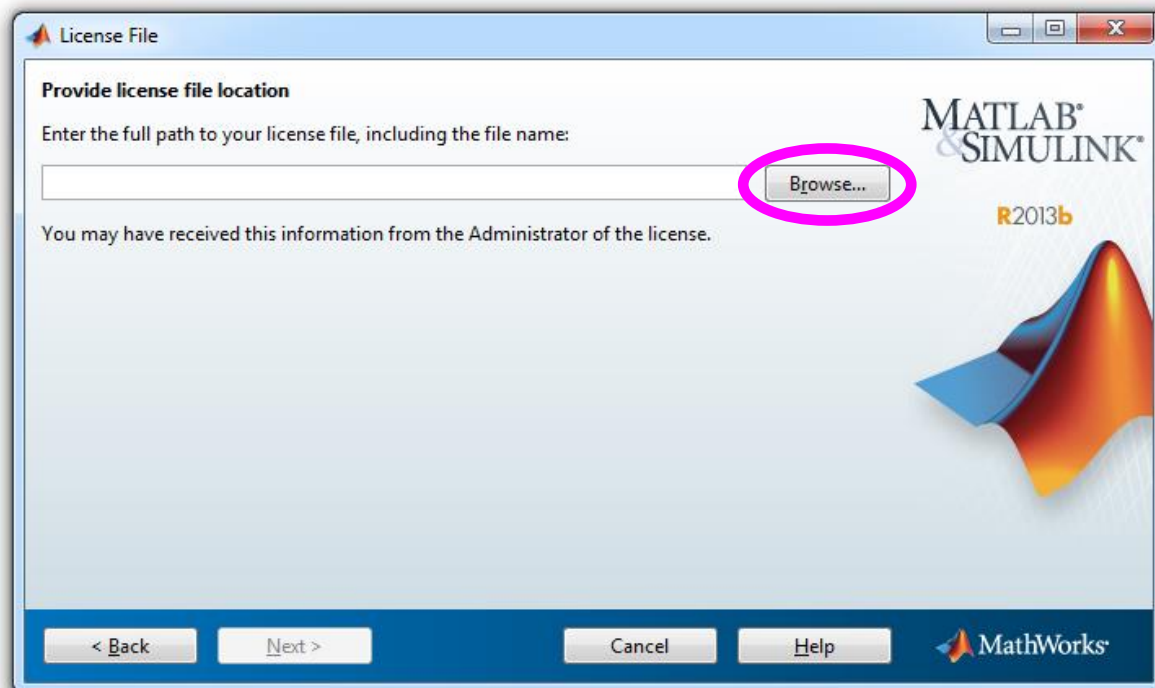 License File
Provide license file location
Enter the full path to your license file, including the file name:
Browse...
You may have received this information from the Administrator of the license.
MATLAB®
&SIMULINK®
R2013b
< Back
Next >
Cancel
Help
MathWorks®